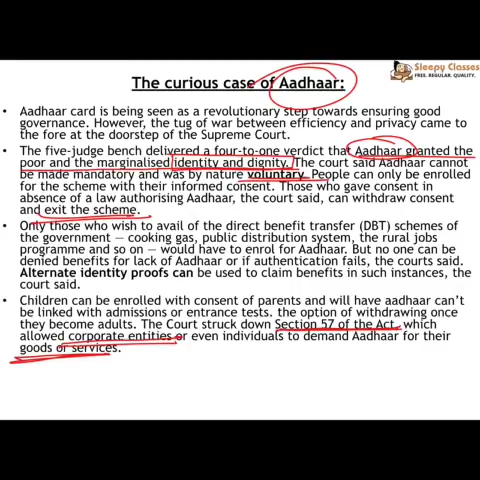 Sleepy Classes
FREE. REGULAR. QUALITY.
The curious case of Aadhaar:
• Aadhaar card is being seen as a revolutionary step towards ensuring good
governance. However, the tug of war between efficiency and privacy came to
the fore at the doorstep of the Supreme Court.
• The five-judge bench delivered a four-to-one verdict that Aadhaar granted the
poor and the marginalised identity and dignity. The court said Aadhaar cannot
be made mandatory and was by nature voluntary. People can only be enrolled
for the scheme with their informed consent. Those who gave consent in
absence of a law authorising Aadhaar, the court said, can withdraw consent
and exit the scheme.
• Only those who wish to avail of the direct benefit transfer (DBT) schemes of
the government — cooking gas, public distribution system, the rural jobs
programme and so on — would have to enrol for Aadhaar. But no one can be
denied benefits for lack of Aadhaar or if authentication fails, the courts said.
Alternate identity proofs can be used to claim benefits in such instances, the
court said.
• Children can be enrolled with consent of parents and will have aadhaar can't
be linked with admissions or entrance tests. the option of withdrawing once
they become adults. The Court struck down Section 57 of the Act, which
allowed corporate entities or even individuals to demand Aadhaar for their
goods or services.